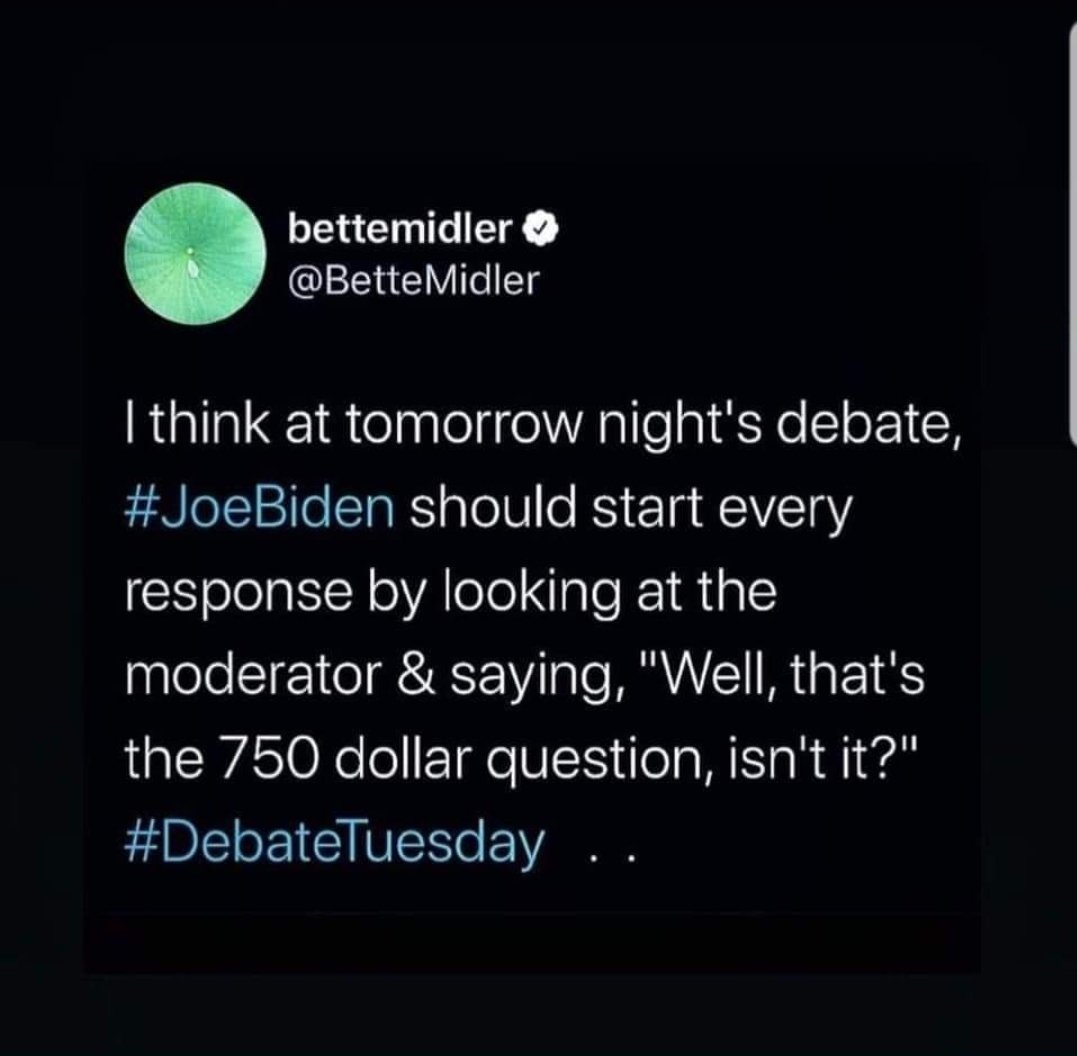 bettemidler
@BetteMidler
I think at tomorrow night's debate,
#JoeBiden should start every
response by looking at the
moderator & saying, "Well, that's
the 750 dollar question, isn't it?"
#DebateTuesday . .